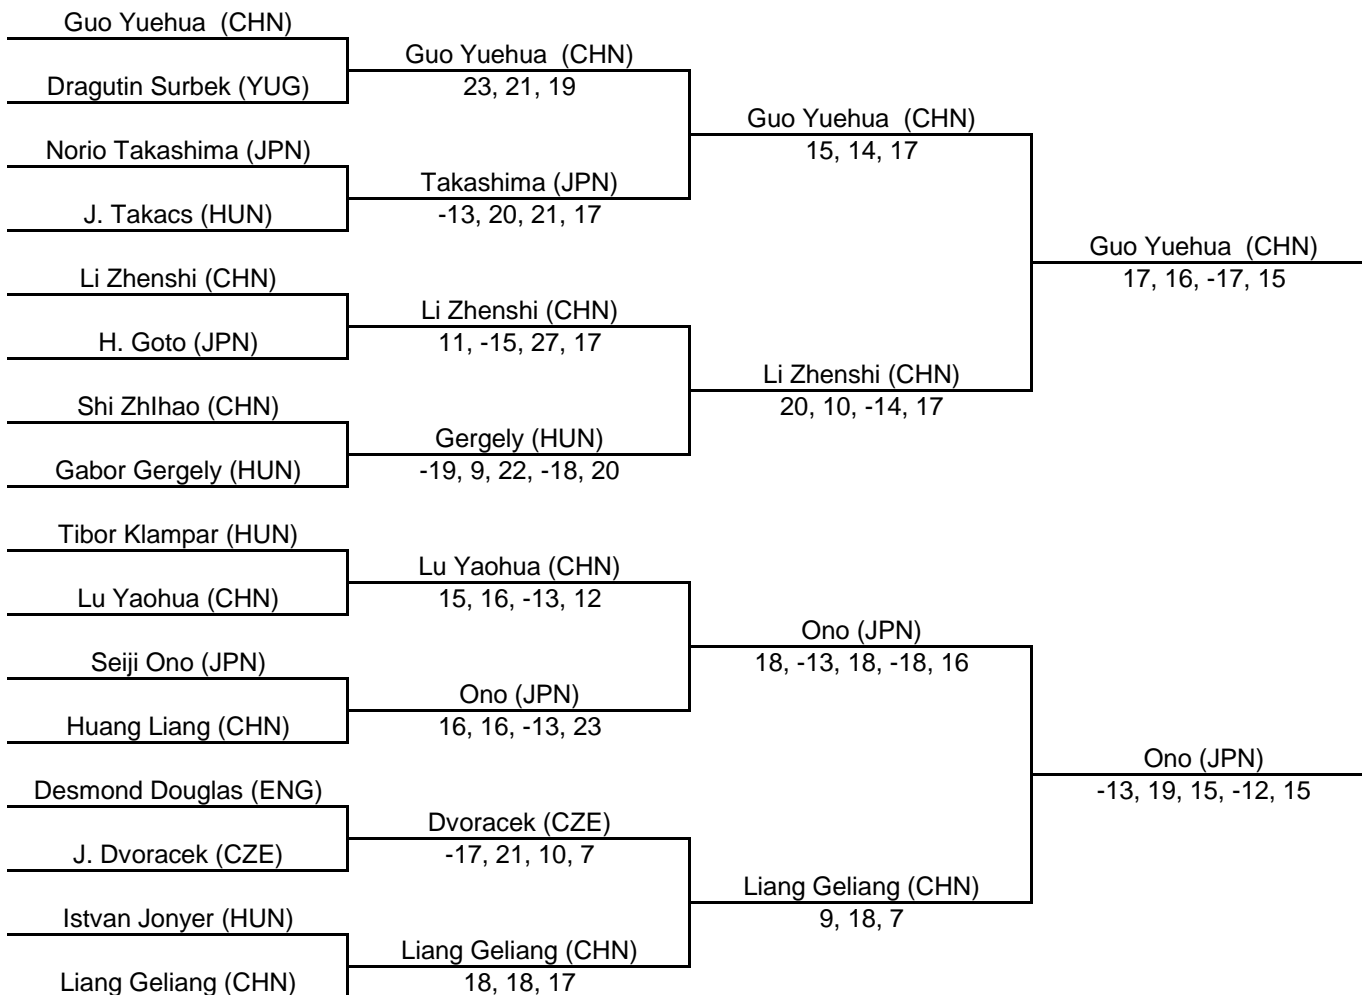 Guo Yuehua (CHN)
Dragutin Surbek (YUG)
Norio Takashima (JPN)
J. Takacs (HUN)
Li Zhenshi (CHN)
H. Goto (JPN)
Shi ZhIhao (CHN)
Gabor Gergely (HUN)
Tibor Klampar (HUN)
Lu Yaohua (CHN)
Seiji Ono (JPN)
Huang Liang (CHN)
Desmond Douglas (ENG)
J. Dvoracek (CZE)
Istvan Jonyer (HUN)
Liang Geliang (CHN)
Guo Yuehua (CHN)
23, 21, 19
Takashima (JPN)
-13, 20, 21, 17
Li Zhenshi (CHN)
11, -15, 27, 17
Gergely (HUN)
-19, 9, 22, -18, 20
Lu Yaohua (CHN)
15, 16, -13, 12
Ono (JPN)
16, 16, -13, 23
Dvoracek (CZE)
-17, 21, 10, 7
Liang Geliang (CHN)
18, 18, 17
Guo Yuehua (CHN)
15, 14, 17
Li Zhenshi (CHN)
20, 10, -14, 17
Ono (JPN)
18, -13, 18, -18, 16
Liang Geliang (CHN)
9, 18, 7
Guo Yuehua (CHN)
17, 16, -17, 15
Ono (JPN)
-13, 19, 15, -12, 15